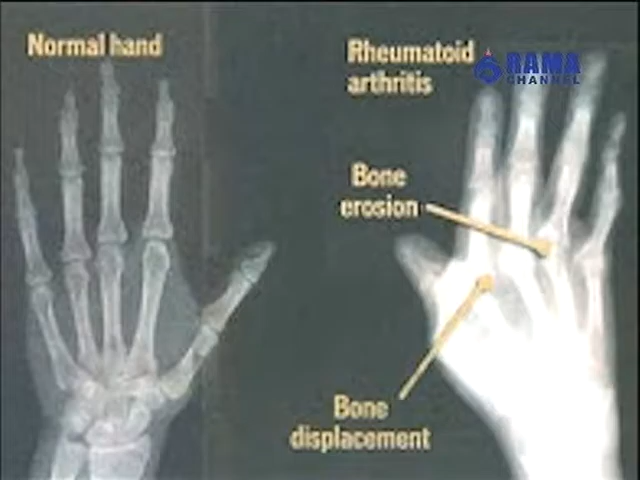 Normal hand
Rheumatoid
arthritis
RAMA
CHANNEL
Bone
erosion
Bone
displacement